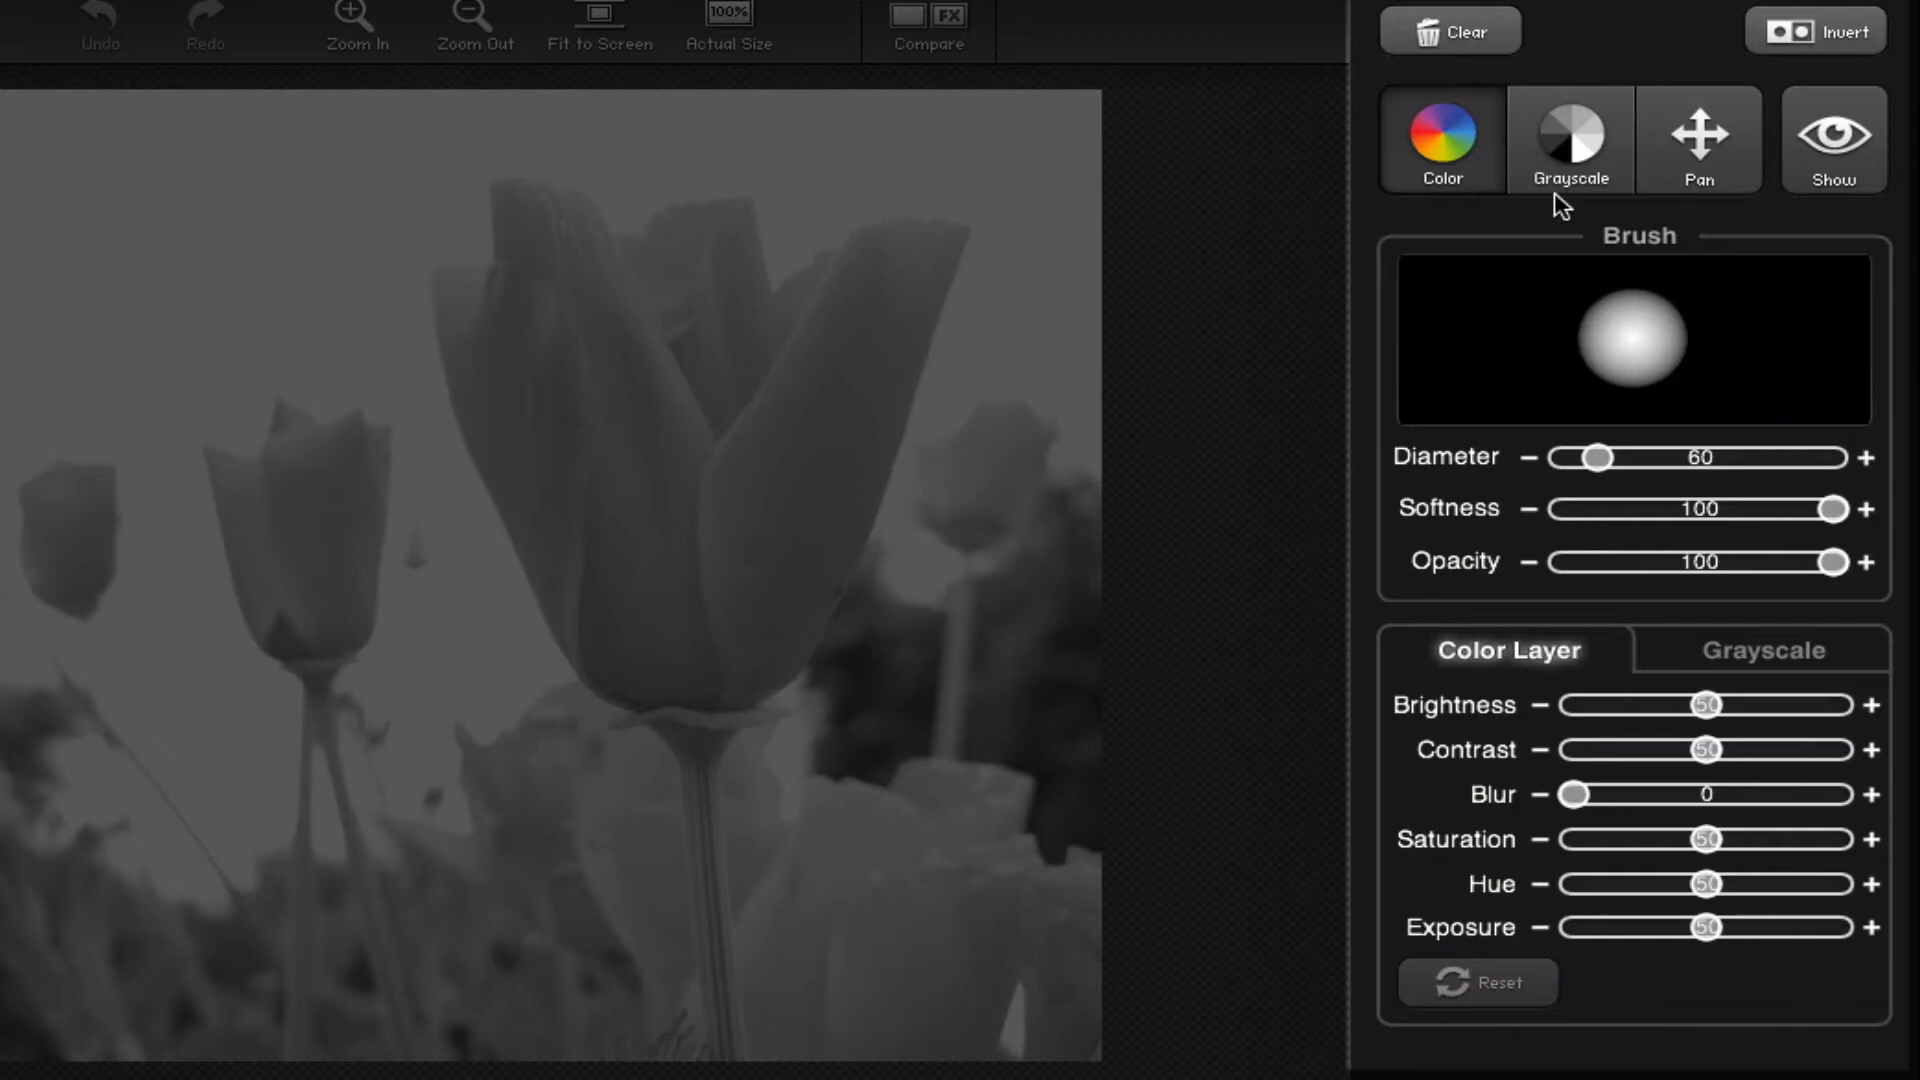 Undo
Redo
Zoom In
Zoom Out
Fit to Screen
100%
Actual Size
FX
Compare
Clear
Invert
Color
Grayscale
Pan
Show
Brush
Diameter − 60 +
Softness − 100 +
Opacity − 100 +
Color Layer
Grayscale
Brightness − 50 +
Contrast − 50 +
Blur − 0 +
Saturation − 50 +
Hue − 50 +
Exposure − 50 +
Reset